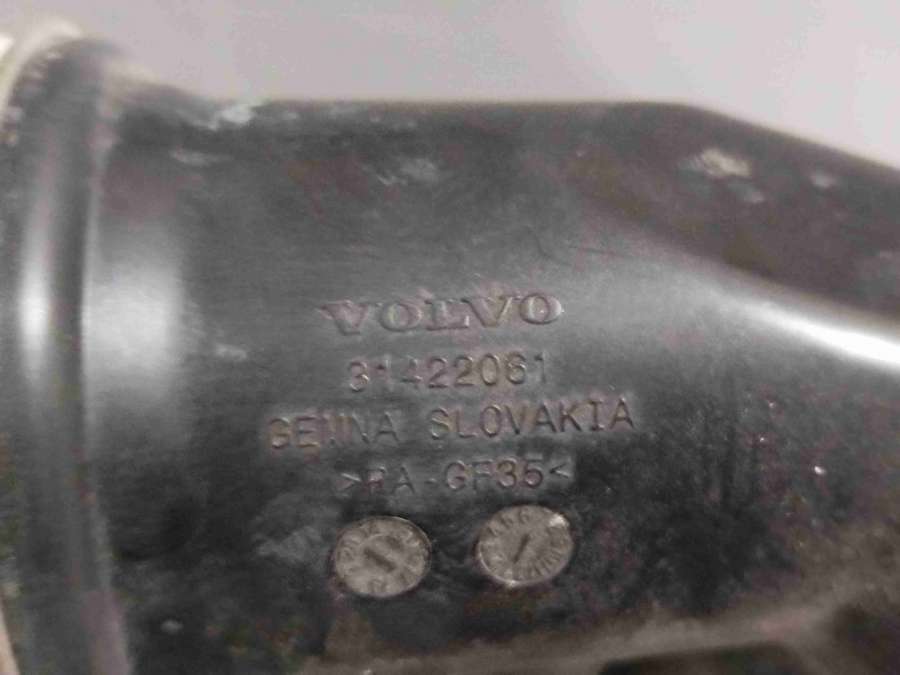 VOLVO
31422061
GEMNA SLOVAKIA
>PA-GF35<